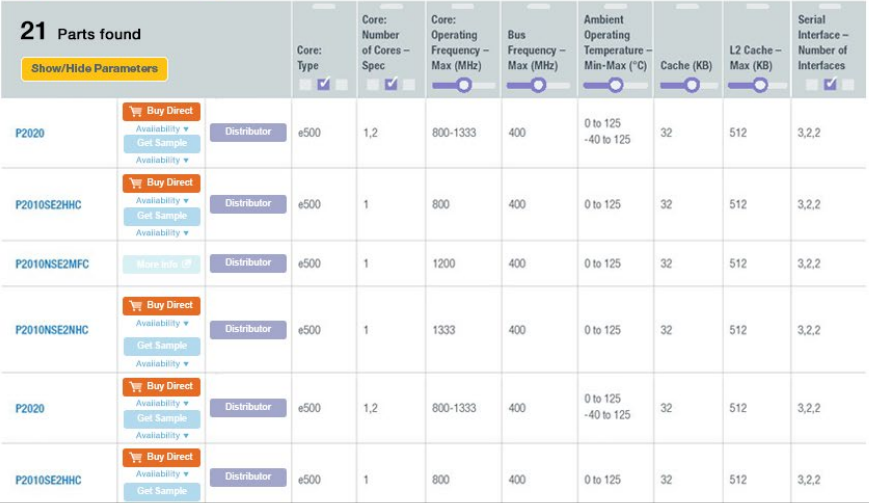 21 Parts found
Show/Hide Parameters
Core:
Type
Core:
Number
of Cores –
Spec
Core:
Operating
Frequency –
Max (MHz)
Bus
Frequency –
Max (MHz)
Ambient
Operating
Temperature –
Min-Max (°C)
Cache (KB)
L2 Cache –
Max (KB)
Serial
Interface –
Number of
Interfaces
P2020
Buy Direct
Availability ▼
Get Sample
Availability ▼
Distributor
e500
1,2
800-1333
400
0 to 125
-40 to 125
32
512
3,2,2
P2010SE2HHC
Buy Direct
Availability ▼
Get Sample
Availability ▼
Distributor
e500
1
800
400
0 to 125
32
512
3,2,2
P2010NSE2MFC
More Info
Distributor
e500
1
1200
400
0 to 125
32
512
3,2,2
P2010NSE2NHC
Buy Direct
Availability ▼
Get Sample
Availability ▼
Distributor
e500
1
1333
400
0 to 125
32
512
3,2,2
P2020
Buy Direct
Availability ▼
Get Sample
Availability ▼
Distributor
e500
1,2
800-1333
400
0 to 125
-40 to 125
32
512
3,2,2
P2010SE2HHC
Buy Direct
Availability ▼
Get Sample
Distributor
e500
1
800
400
0 to 125
32
512
3,2,2